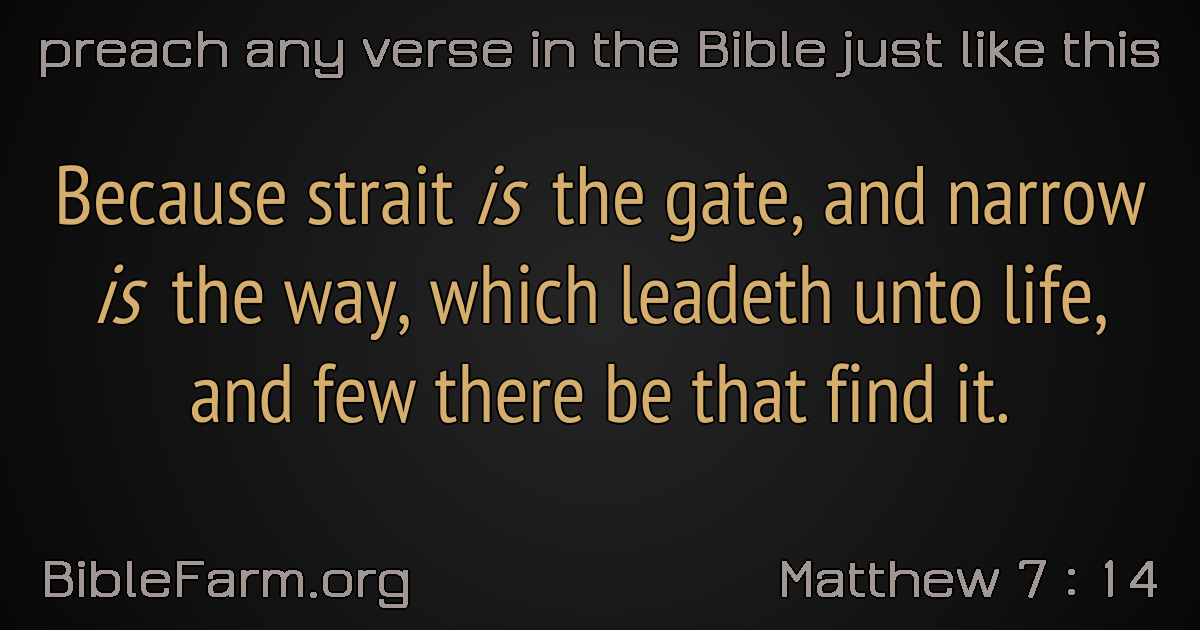 preach any verse in the Bible just like this
Because strait is the gate, and narrow
is the way, which leadeth unto life,
and few there be that find it.
BibleFarm.org
Matthew 7 : 14